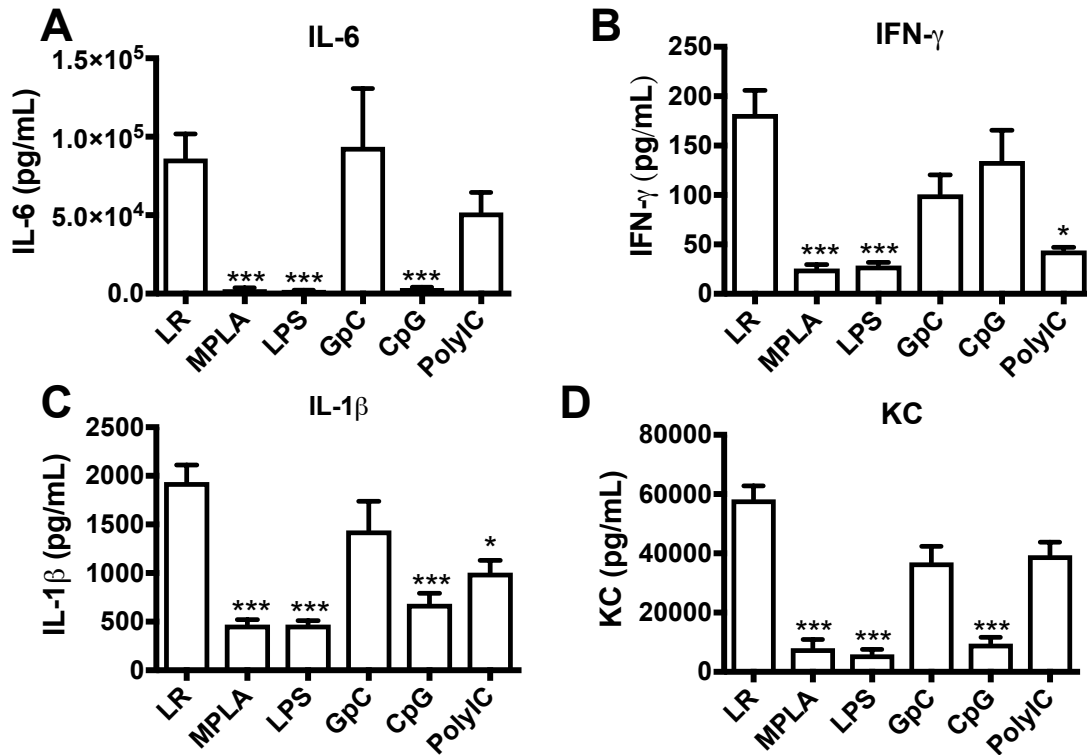 A
IL-6
IL-6 (pg/mL)
1.5×10⁵
1.0×10⁵
5.0×10⁴
0.0
*** *** ***
LR MPLA LPS GpC CpG PolyIC
B
IFN-γ
IFN-γ (pg/mL)
250
200
150
100
50
0
*** *** *
LR MPLA LPS GpC CpG PolyIC
C
IL-1β
IL-1β (pg/mL)
2500
2000
1500
1000
500
0
*** *** *** *
LR MPLA LPS GpC CpG PolyIC
D
KC
KC (pg/mL)
80000
60000
40000
20000
0
*** *** ***
LR MPLA LPS GpC CpG PolyIC